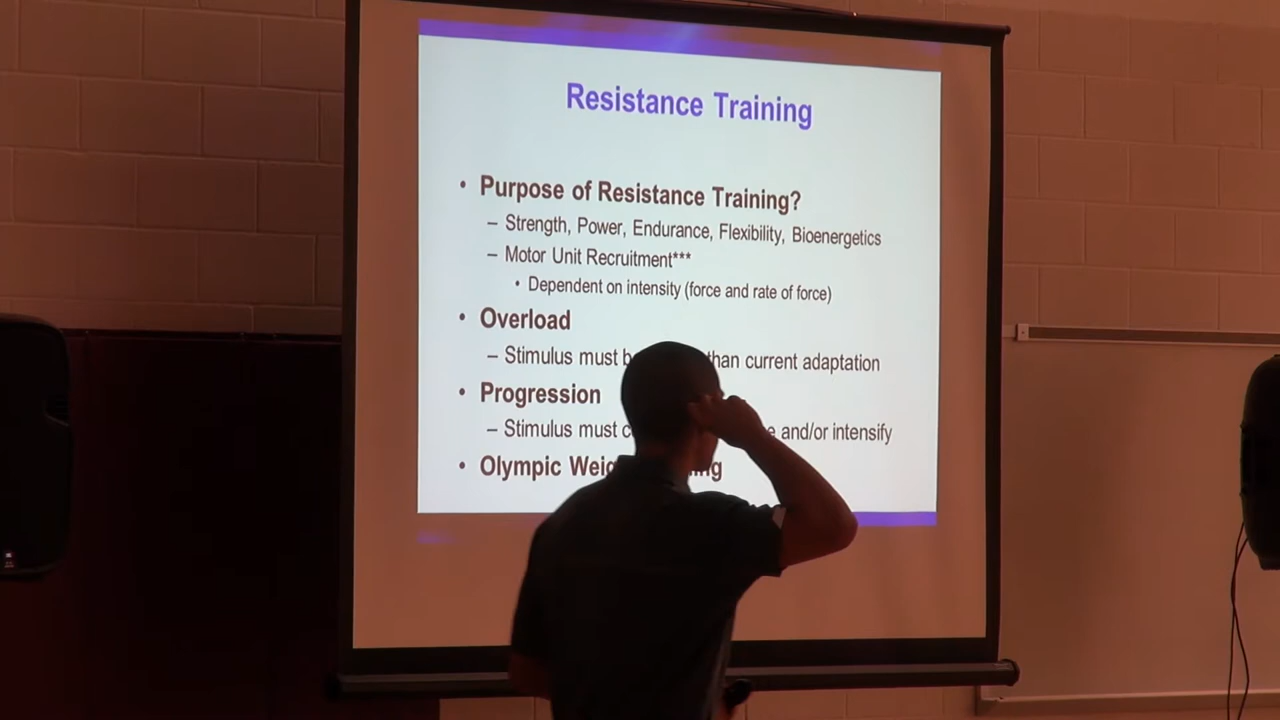 Resistance Training
• Purpose of Resistance Training?
– Strength, Power, Endurance, Flexibility, Bioenergetics
– Motor Unit Recruitment***
• Dependent on intensity (force and rate of force)
• Overload
– Stimulus must than current adaptation
• Progression
– Stimulus must and/or intensify
• Olympic